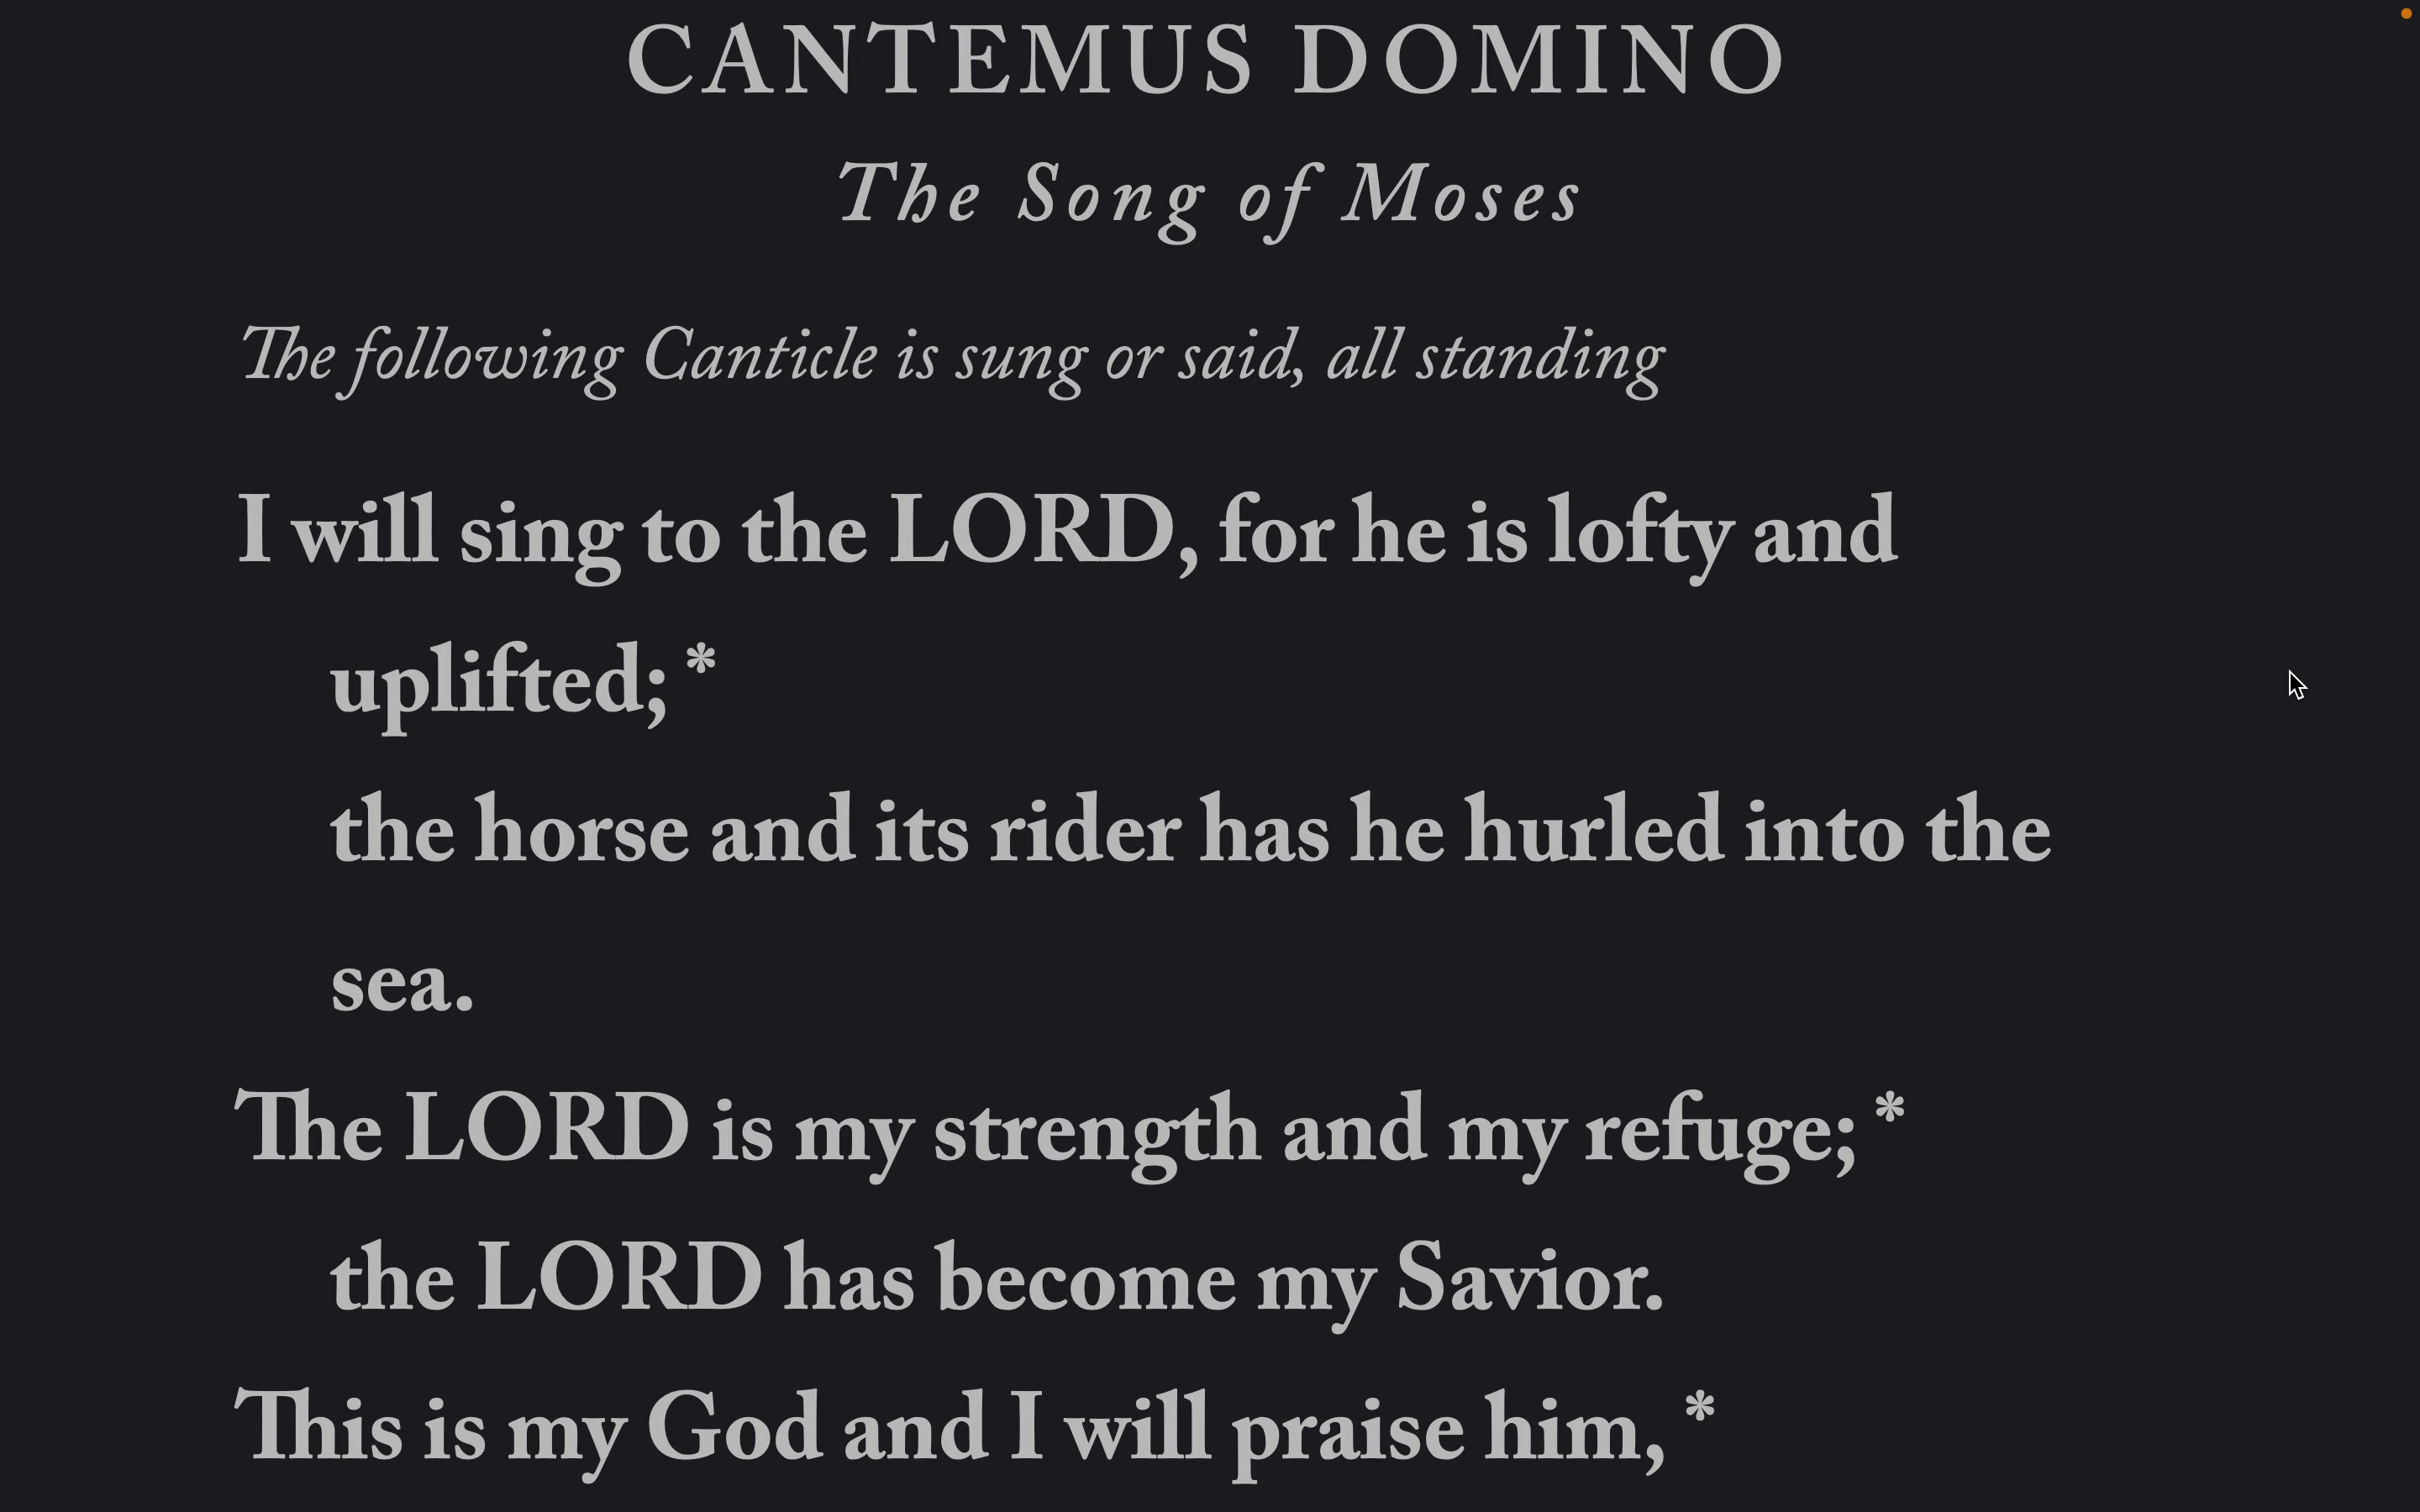 CANTEMUS DOMINO
The Song of Moses
The following Canticle is sung or said, all standing
I will sing to the LORD, for he is lofty and
uplifted; *
the horse and its rider has he hurled into the
sea.
The LORD is my strength and my refuge; *
the LORD has become my Savior.
This is my God and I will praise him, *